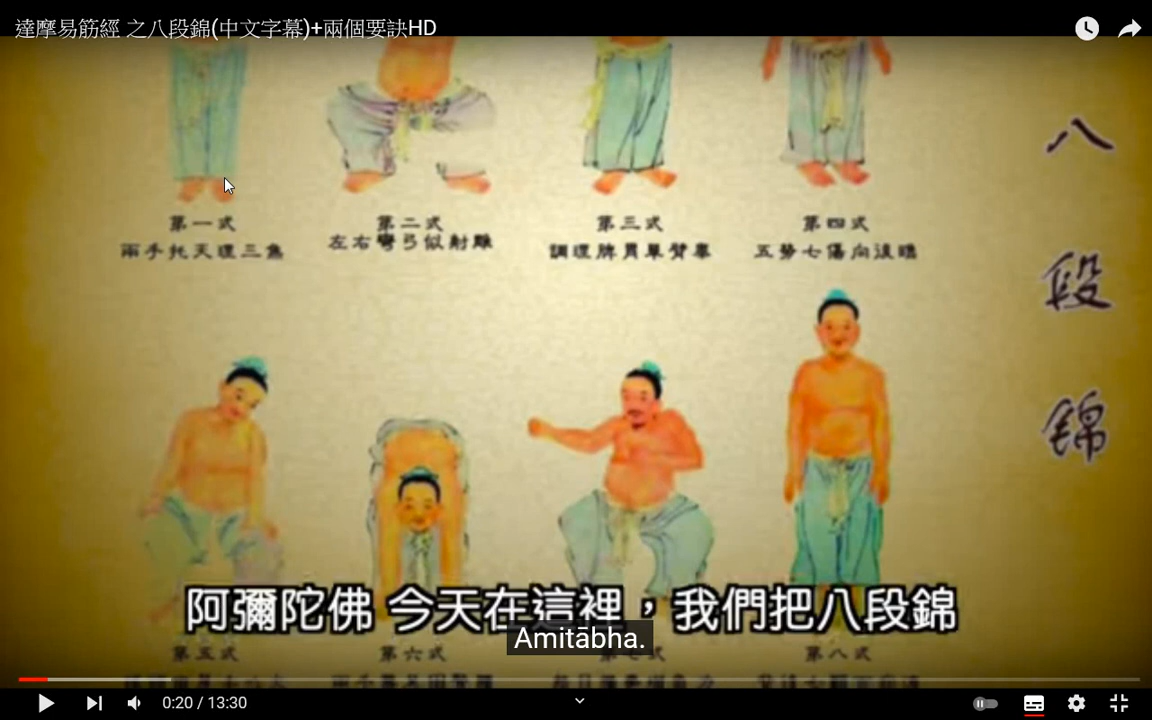 達摩易筋經 之八段錦(中文字幕)+兩個要訣HD
八段錦
第一式
兩手托天理三焦
第二式
左右彎弓似射鵰
第三式
調理脾胃單臂舉
第四式
五勞七傷向後瞧
阿彌陀佛 今天在這裡，我們把八段錦
Amitābha.
第五式
第六式
第七式
第八式
0:20 / 13:30